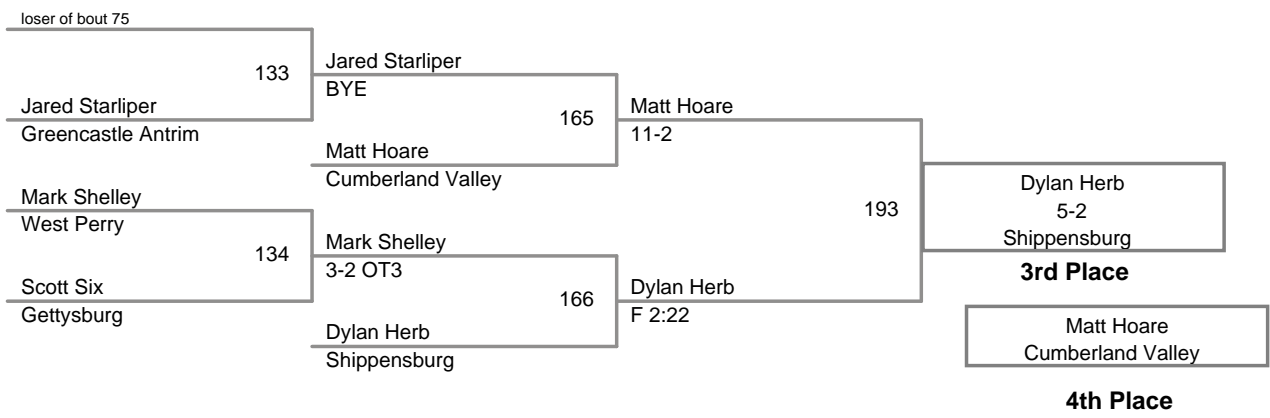 loser of bout 75
133
Jared Starliper
Greencastle Antrim
Mark Shelley
West Perry
134
Scott Six
Gettysburg
Jared Starliper
BYE
165
Matt Hoare
Cumberland Valley
Mark Shelley
3-2 OT3
166
Dylan Herb
Shippensburg
Matt Hoare
11-2
193
Dylan Herb
F 2:22
Dylan Herb
5-2
Shippensburg
3rd Place
Matt Hoare
Cumberland Valley
4th Place